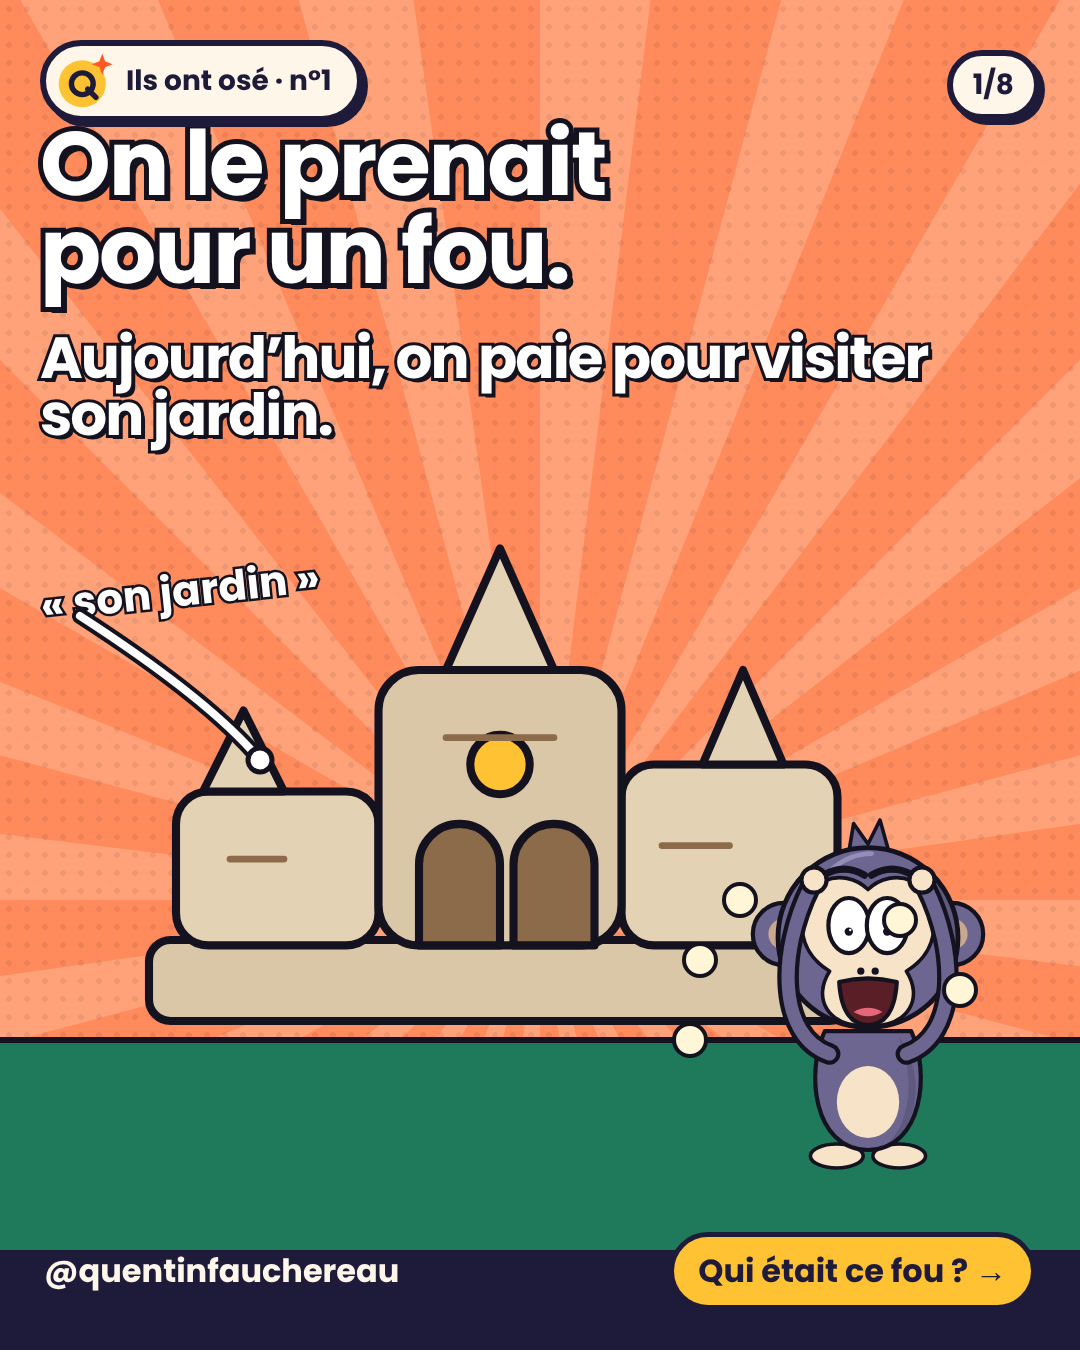 Ils ont osé · n°1
1/8
On le prenait
pour un fou.
Aujourd’hui, on paie pour visiter
son jardin.
« son jardin »
@quentinfauchereau
Qui était ce fou ? →